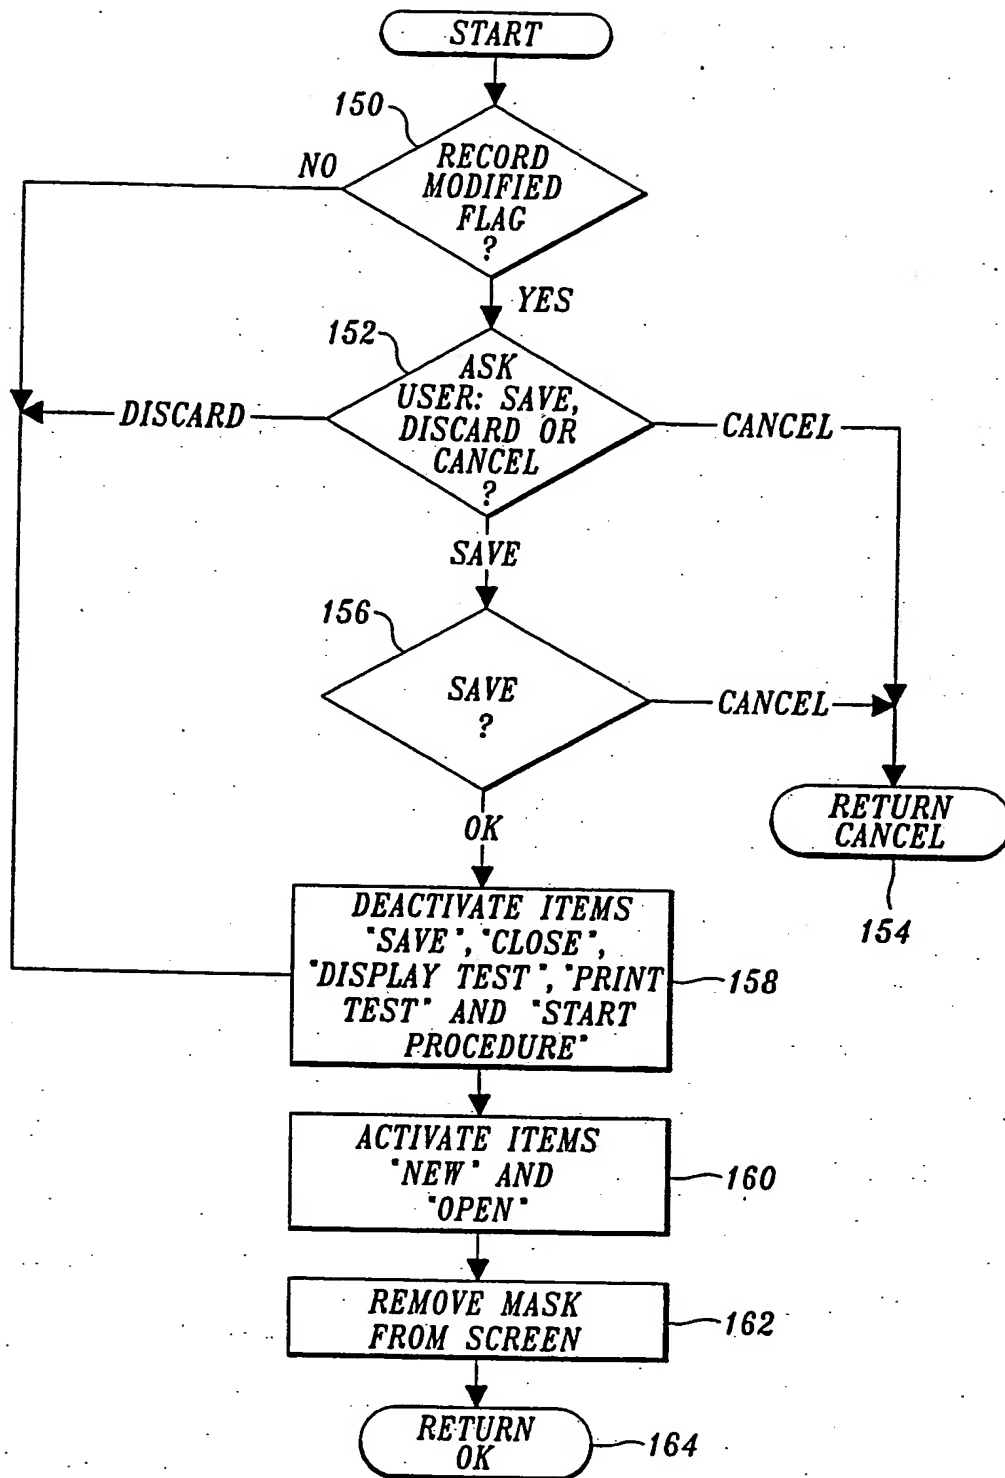 START
150
NO
RECORD
MODIFIED
FLAG
?
YES
152
ASK
USER: SAVE,
DISCARD OR
CANCEL
?
DISCARD
CANCEL
SAVE
156
SAVE
?
CANCEL
RETURN
CANCEL
154
OK
DEACTIVATE ITEMS
"SAVE", "CLOSE",
"DISPLAY TEST", "PRINT
TEST" AND "START
PROCEDURE"
158
ACTIVATE ITEMS
"NEW" AND
"OPEN"
160
REMOVE MASK
FROM SCREEN
162
RETURN
OK
164